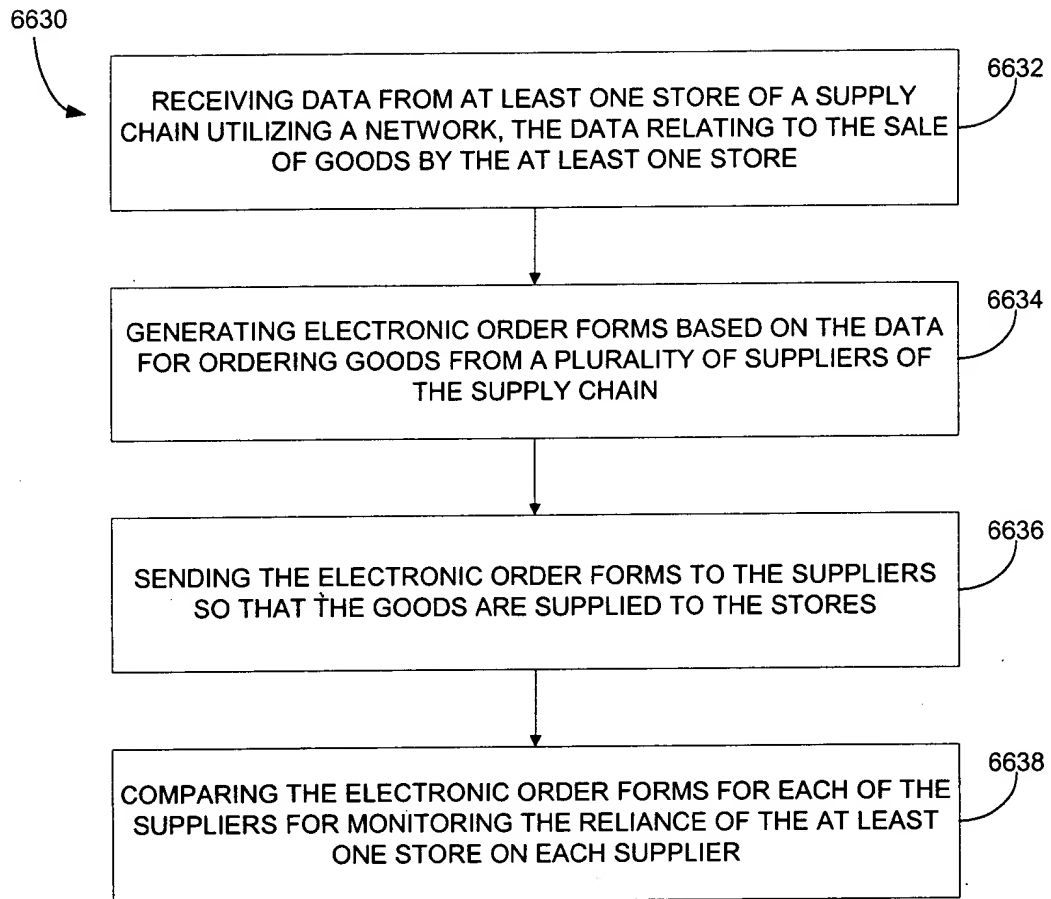 6630
6632
RECEIVING DATA FROM AT LEAST ONE STORE OF A SUPPLY
CHAIN UTILIZING A NETWORK, THE DATA RELATING TO THE SALE
OF GOODS BY THE AT LEAST ONE STORE
6634
GENERATING ELECTRONIC ORDER FORMS BASED ON THE DATA
FOR ORDERING GOODS FROM A PLURALITY OF SUPPLIERS OF
THE SUPPLY CHAIN
6636
SENDING THE ELECTRONIC ORDER FORMS TO THE SUPPLIERS
SO THAT THE GOODS ARE SUPPLIED TO THE STORES
6638
COMPARING THE ELECTRONIC ORDER FORMS FOR EACH OF THE
SUPPLIERS FOR MONITORING THE RELIANCE OF THE AT LEAST
ONE STORE ON EACH SUPPLIER